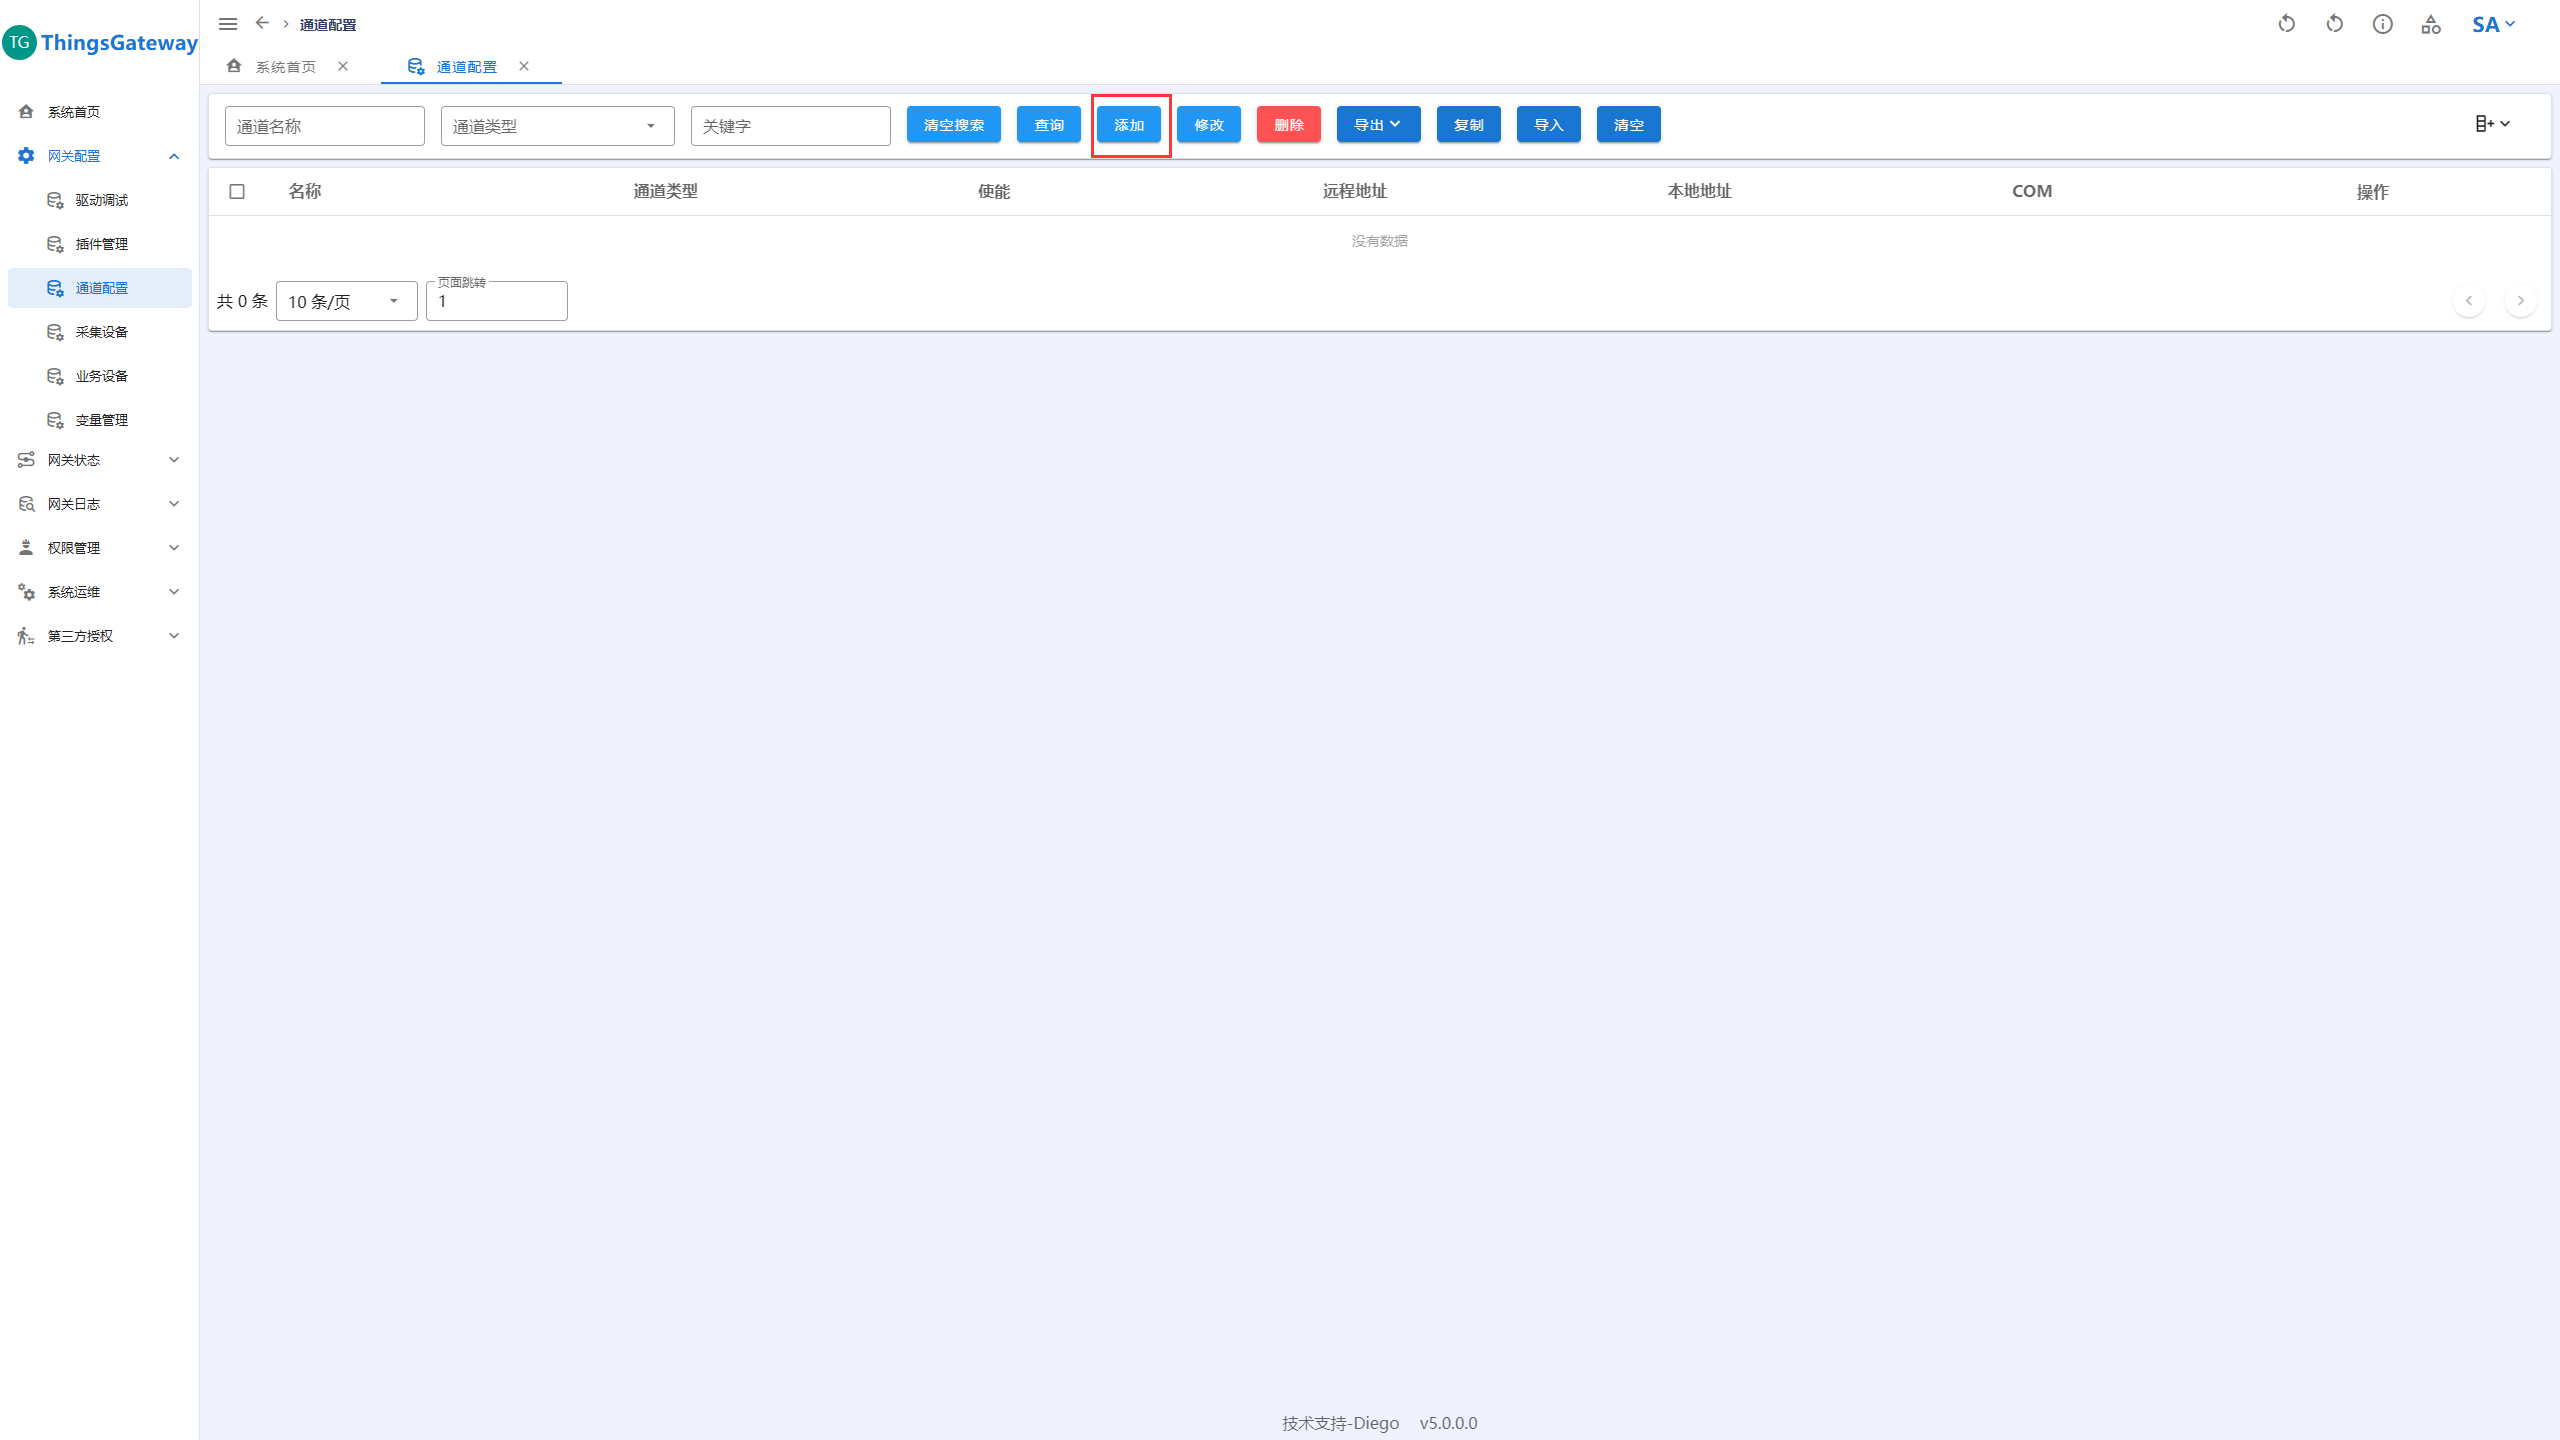 TG ThingsGateway
系统首页
网关配置
驱动调试
插件管理
通道配置
采集设备
业务设备
变量管理
网关状态
网关日志
权限管理
系统运维
第三方授权
通道配置
SA
系统首页 通道配置
通道名称 通道类型 关键字 清空搜索 查询 添加 修改 删除 导出 复制 导入 清空
名称 通道类型 使能 远程地址 本地地址 COM 操作
没有数据
页面跳转
共 0 条 10 条/页 1
技术支持-Diego v5.0.0.0